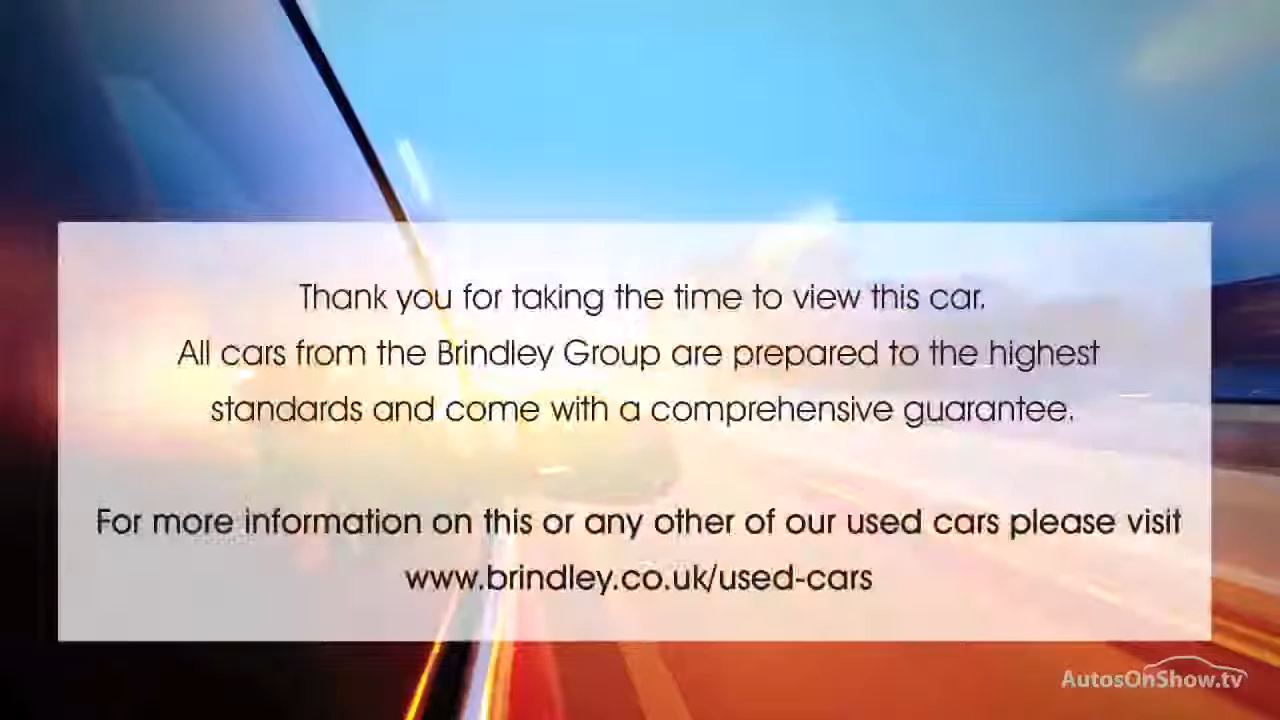 Thank you for taking the time to view this car.
All cars from the Brindley Group are prepared to the highest
standards and come with a comprehensive guarantee.
For more information on this or any other of our used cars please visit
www.brindley.co.uk/used-cars
AutosOnShow.tv